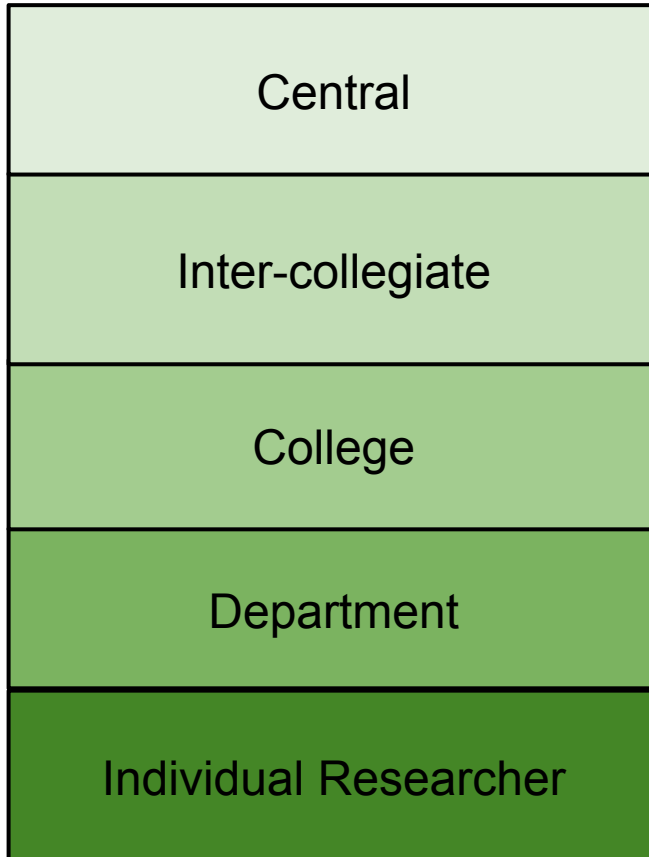 Central
Inter-collegiate
College
Department
Individual Researcher